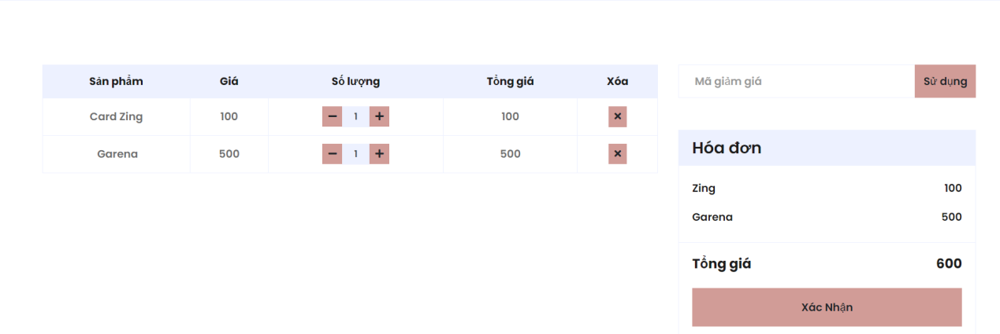 Sản phẩm Giá Số lượng Tổng giá Xóa
Card Zing 100 − 1 + 100 ×
Garena 500 − 1 + 500 ×
Mã giảm giá Sử dụng
Hóa đơn
Zing 100
Garena 500
Tổng giá 600
Xác Nhận